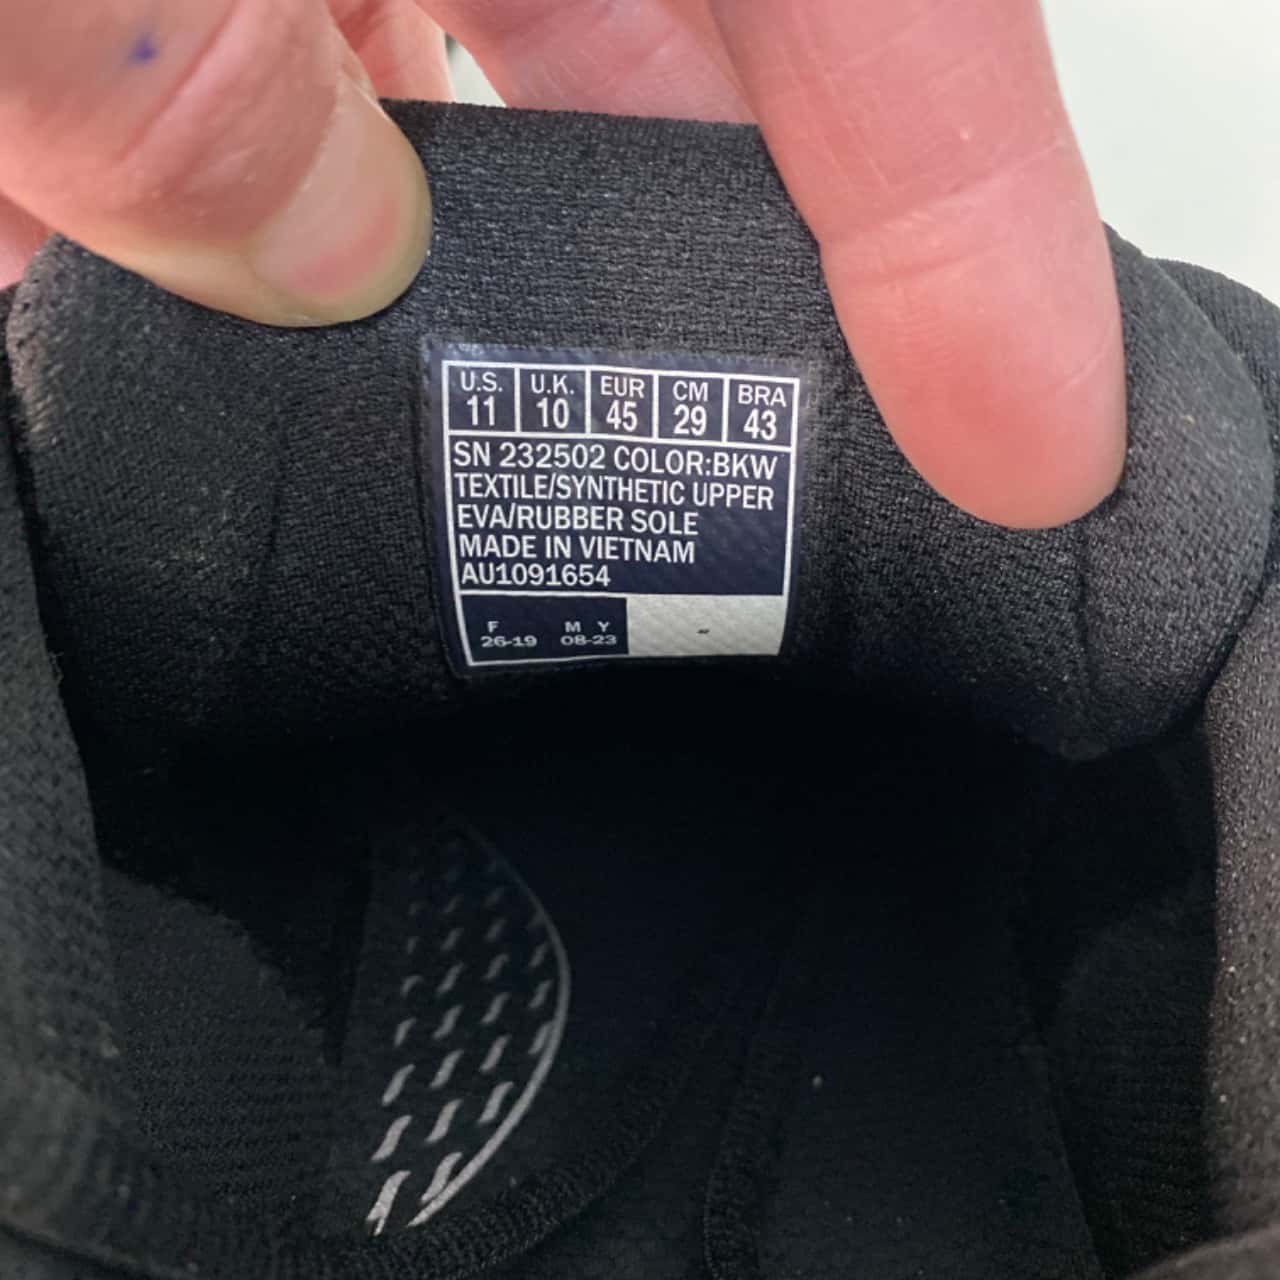 U.S. U.K. EUR CM BRA
11 10 45 29 43
SN 232502 COLOR:BKW
TEXTILE/SYNTHETIC UPPER
EVA/RUBBER SOLE
MADE IN VIETNAM
AU1091654
F M Y
26-19 08-23